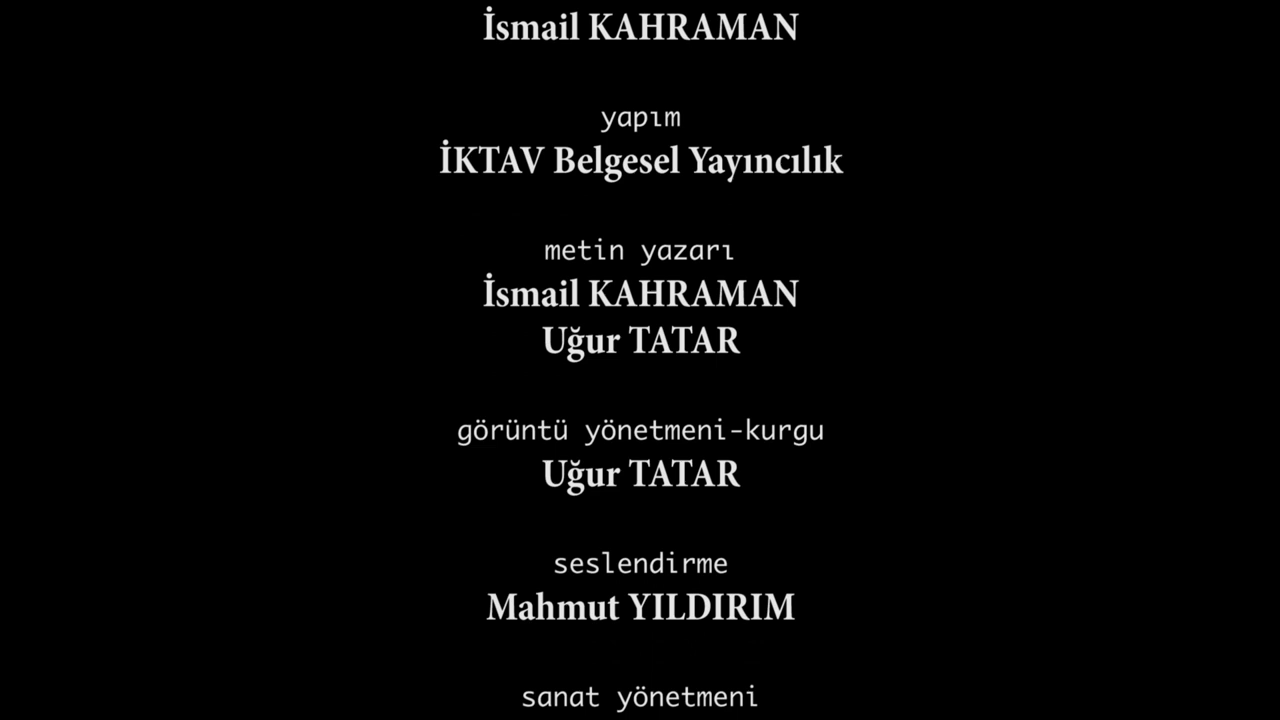 İsmail KAHRAMAN
yapım
İKTAV Belgesel Yayıncılık
metin yazarı
İsmail KAHRAMAN
Uğur TATAR
görüntü yönetmeni-kurgu
Uğur TATAR
seslendirme
Mahmut YILDIRIM
sanat yönetmeni